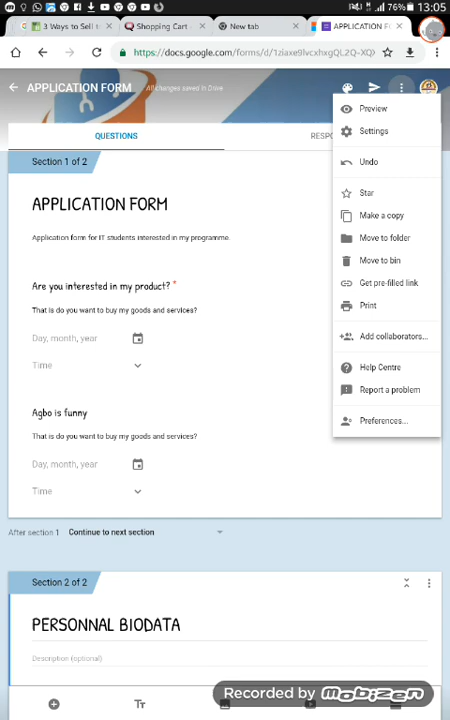 76% 13:05
3 Ways to Sell t
Shopping Cart
New tab
APPLICATION F
https://docs.google.com/forms/d/1ziaxe9lvcxhxgQL2Q-XQX
APPLICATION FORM
All changes saved in Drive
QUESTIONS
RESPO
Preview
Settings
Undo
Star
Make a copy
Move to folder
Move to bin
Get pre-filled link
Print
Add collaborators...
Help Centre
Report a problem
Preferences...
Section 1 of 2
APPLICATION FORM
Application form for IT students interested in my programme.
Are you interested in my product? *
That is do you want to buy my goods and services?
Day, month, year
Time
Agbo is funny
That is do you want to buy my goods and services?
Day, month, year
Time
After section 1 Continue to next section
Section 2 of 2
PERSONNAL BIODATA
Description (optional)
Tт
Recorded by Mobizen